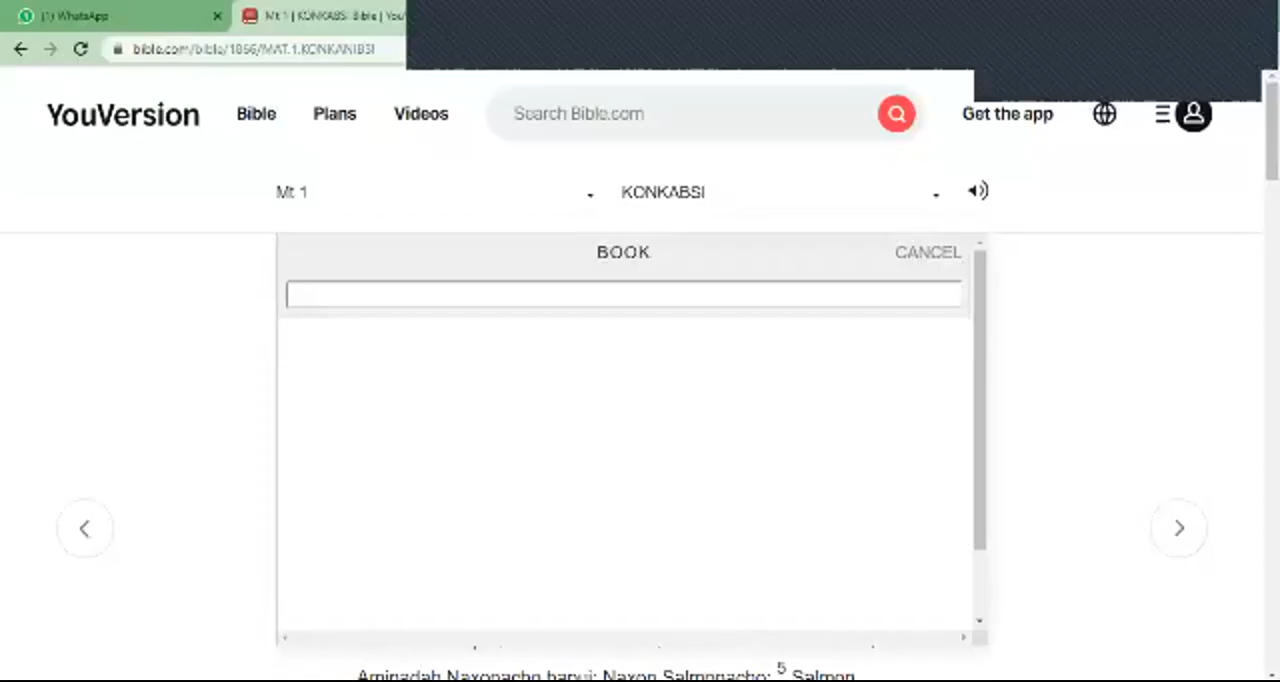 (1) WhatsApp
Mt 1 | KONKABSI Bible | You
bible.com/bible/1856/MAT.1.KONKANIBSI
YouVersion Bible Plans Videos Search Bible.com Get the app
Mt 1 KONKABSI
BOOK CANCEL
Aminadab Naxonacho bapui; Naxon Salmonacho; 5 Salmon